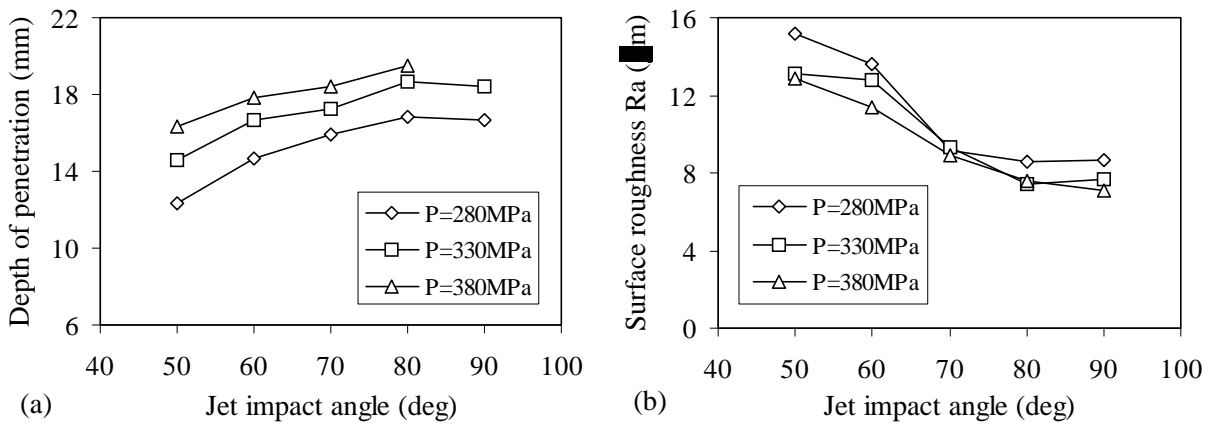 22
18
14
10
6
Depth of penetration (mm)
P=280MPa
P=330MPa
P=380MPa
40 50 60 70 80 90 100
Jet impact angle (deg)
(a)
16
12
8
4
0
Surface roughness Ra ( m)
P=280MPa
P=330MPa
P=380MPa
40 50 60 70 80 90 100
Jet impact angle (deg)
(b)